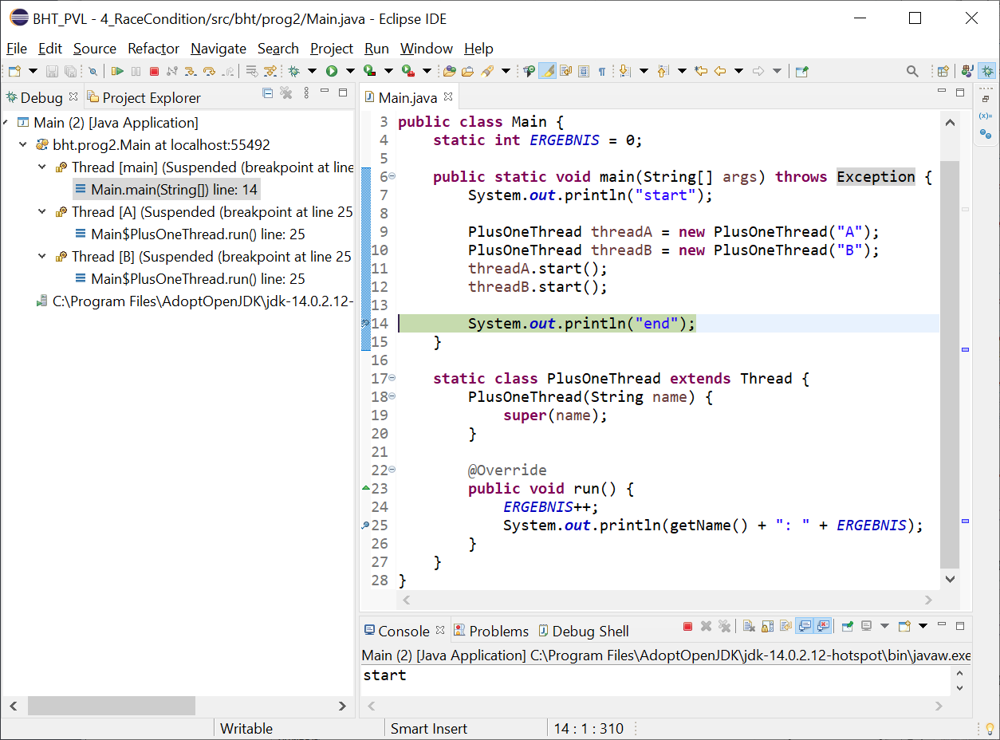 BHT_PVL - 4_RaceCondition/src/bht/prog2/Main.java - Eclipse IDE
File Edit Source Refactor Navigate Search Project Run Window Help
Debug Project Explorer
Main (2) [Java Application]
bht.prog2.Main at localhost:55492
Thread [main] (Suspended (breakpoint at line
Main.main(String[]) line: 14
Thread [A] (Suspended (breakpoint at line 25
Main$PlusOneThread.run() line: 25
Thread [B] (Suspended (breakpoint at line 25
Main$PlusOneThread.run() line: 25
C:\Program Files\AdoptOpenJDK\jdk-14.0.2.12-
Main.java
3 public class Main {
4 static int ERGEBNIS = 0;
5
6 public static void main(String[] args) throws Exception {
7 System.out.println("start");
8
9 PlusOneThread threadA = new PlusOneThread("A");
10 PlusOneThread threadB = new PlusOneThread("B");
11 threadA.start();
12 threadB.start();
13
14 System.out.println("end");
15 }
16
17 static class PlusOneThread extends Thread {
18 PlusOneThread(String name) {
19 super(name);
20 }
21
22 @Override
23 public void run() {
24 ERGEBNIS++;
25 System.out.println(getName() + ": " + ERGEBNIS);
26 }
27 }
28 }
(x)=
Console Problems Debug Shell
Main (2) [Java Application] C:\Program Files\AdoptOpenJDK\jdk-14.0.2.12-hotspot\bin\javaw.exe
start
Writable Smart Insert 14 : 1 : 310